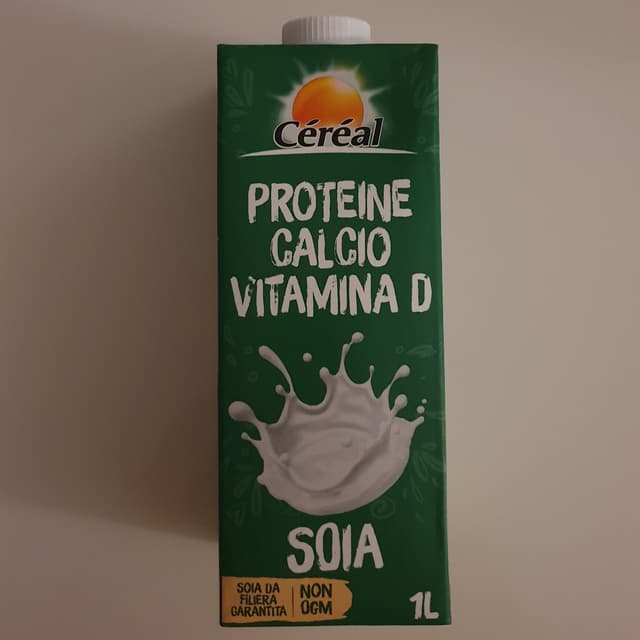 Céréal
PROTEINE
CALCIO
VITAMINA D
SOIA
SOIA DA
FILIERA
GARANTITA
NON
OGM
1L